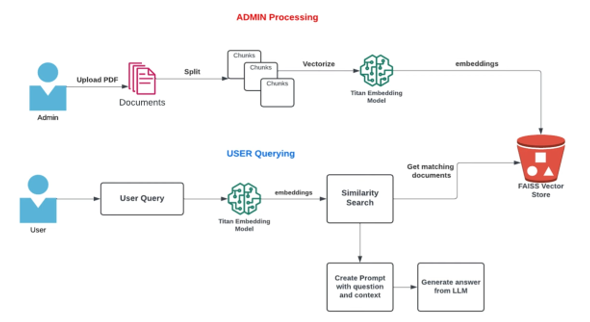 ADMIN Processing
Admin
Upload PDF
Documents
Split
Chunks
Chunks
Chunks
Vectorize
Titan Embedding
Model
embeddings
FAISS Vector
Store
USER Querying
User
User Query
Titan Embedding
Model
embeddings
Similarity
Search
Get matching
documents
Create Prompt
with question
and context
Generate answer
from LLM